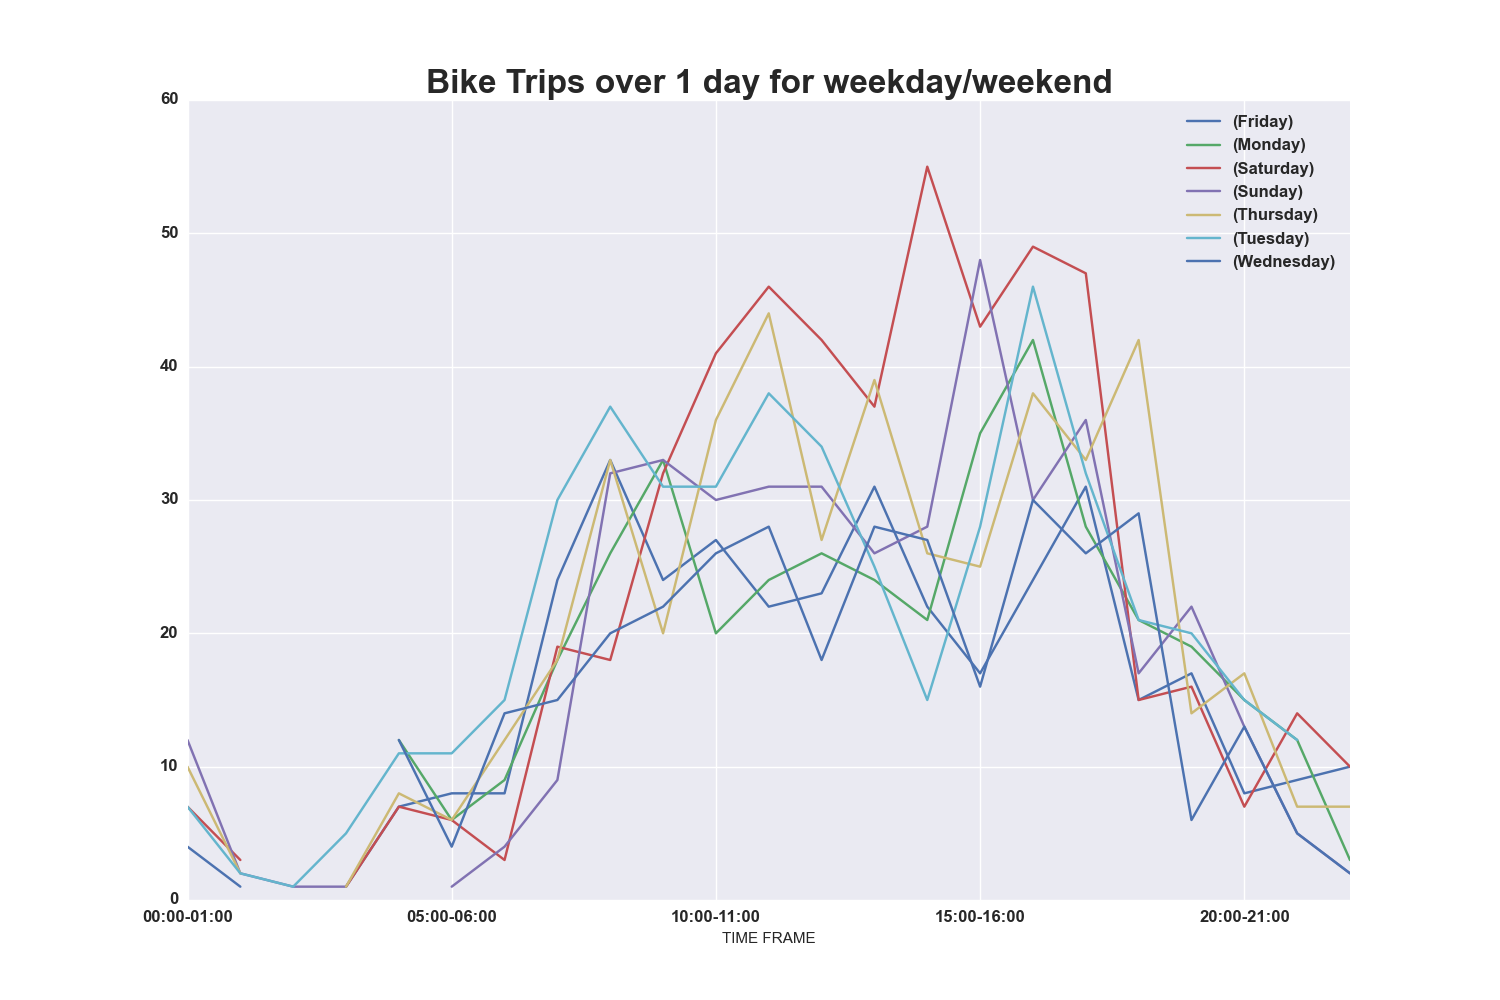 Bike Trips over 1 day for weekday/weekend
60
50
40
30
20
10
0
(Friday)
(Monday)
(Saturday)
(Sunday)
(Thursday)
(Tuesday)
(Wednesday)
00:00-01:00 05:00-06:00 10:00-11:00 15:00-16:00 20:00-21:00
TIME FRAME